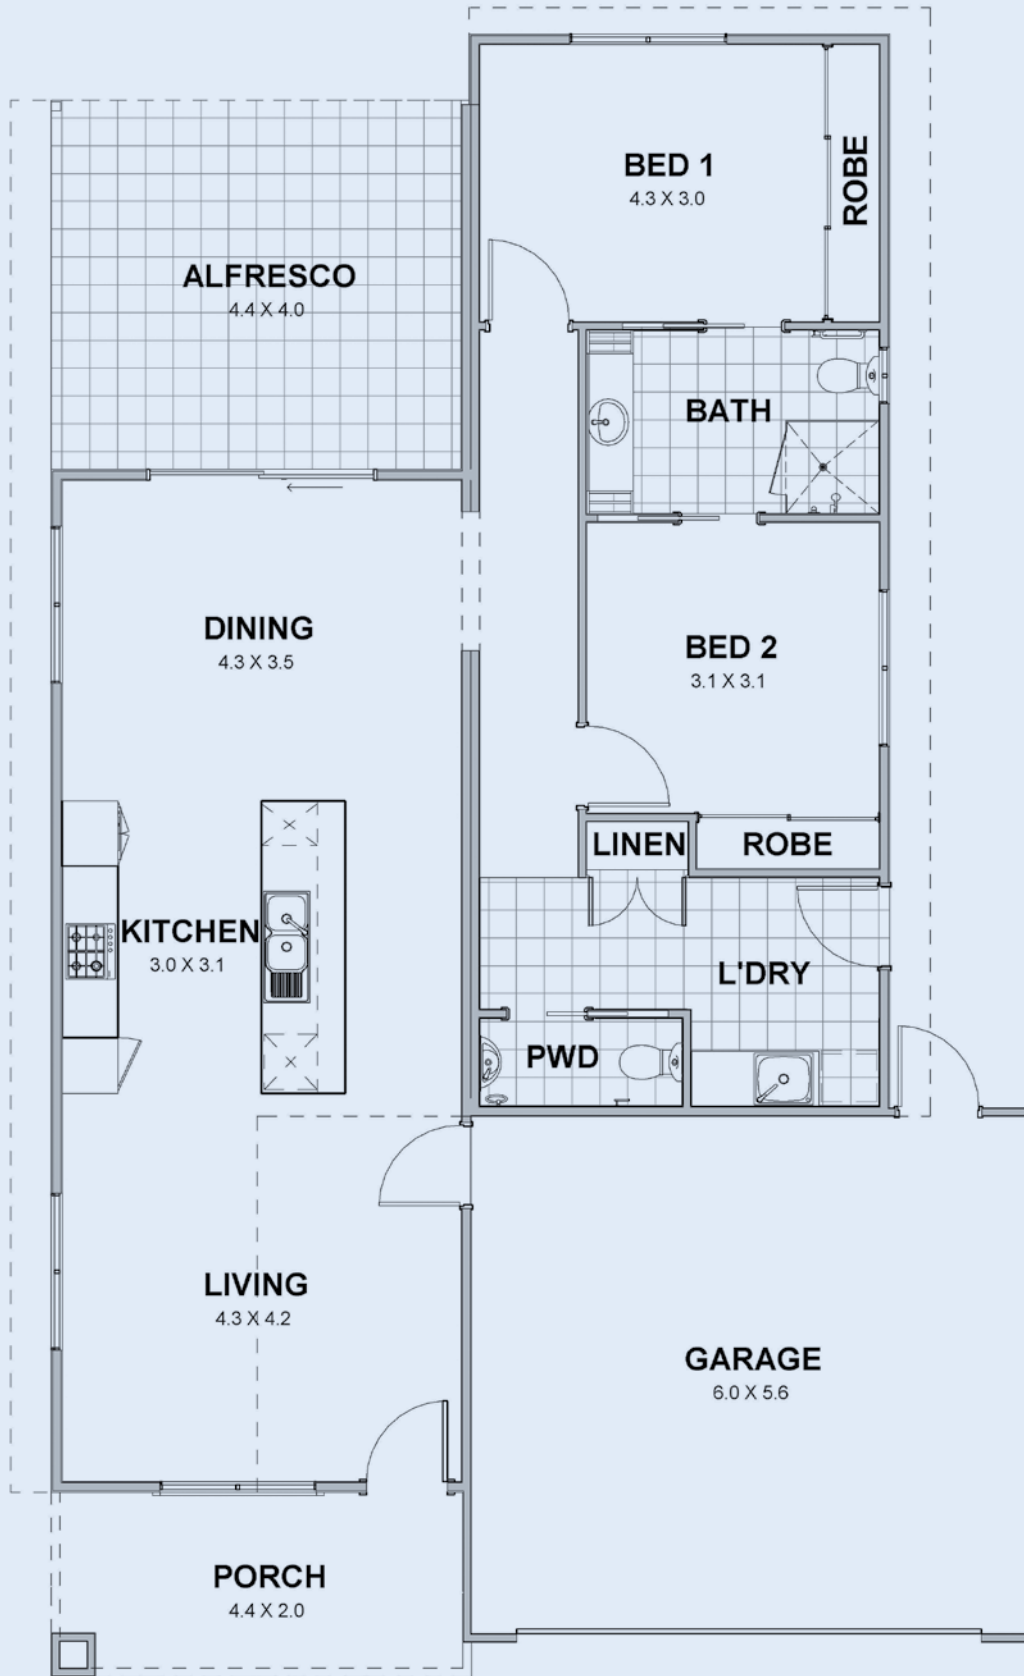 BED 1
4.3 X 3.0
ROBE
ALFRESCO
4.4 X 4.0
BATH
DINING
4.3 X 3.5
BED 2
3.1 X 3.1
LINEN
ROBE
KITCHEN
3.0 X 3.1
L'DRY
PWD
LIVING
4.3 X 4.2
GARAGE
6.0 X 5.6
PORCH
4.4 X 2.0